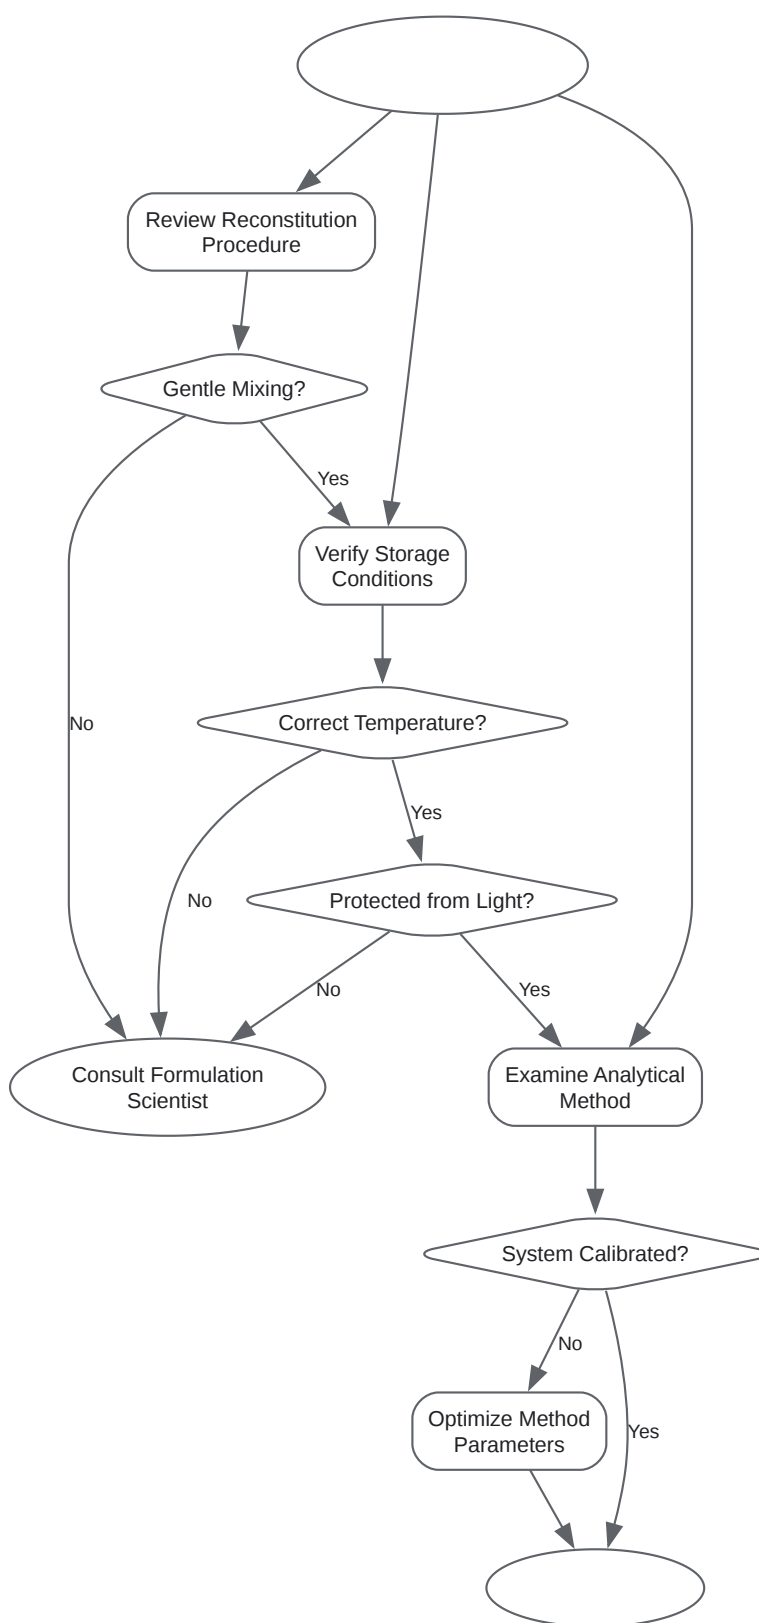 Review Reconstitution
Procedure
Gentle Mixing?
Yes
Verify Storage
Conditions
No
Correct Temperature?
Yes
No
Protected from Light?
No
Yes
Consult Formulation
Scientist
Examine Analytical
Method
System Calibrated?
No
Optimize Method
Parameters
Yes